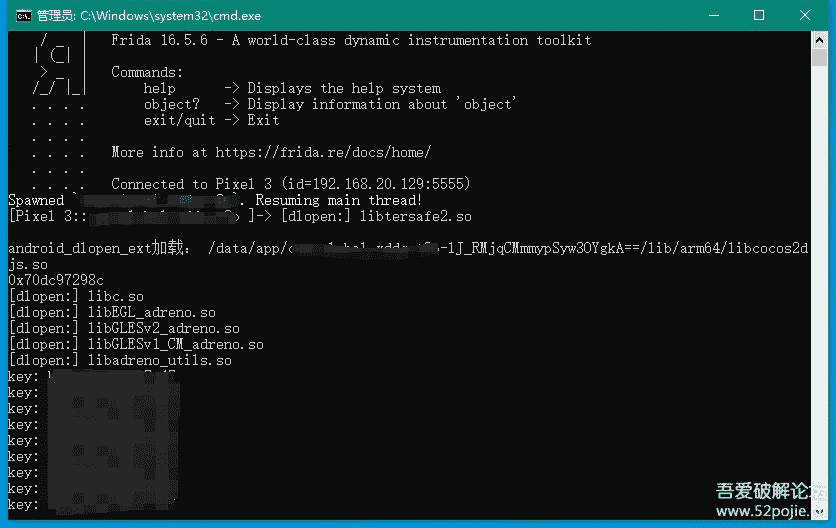 管理员: C:\Windows\system32\cmd.exe
Frida 16.5.6 - A world-class dynamic instrumentation toolkit
Commands:
help -> Displays the help system
object? -> Display information about 'object'
exit/quit -> Exit
. . . .
. . . .
. . . .
. . . . More info at https://frida.re/docs/home/
. . . .
. . . . Connected to Pixel 3 (id=192.168.20.129:5555)
Spawned `. Resuming main thread!
[Pixel 3:: ]-> [dlopen:] libtersafe2.so
android_dlopen_ext加载： /data/app/ -lJ_RMjqCMmmypSyw3OYgkA==/lib/arm64/libcocos2d
js.so
0x70dc97298c
[dlopen:] libc.so
[dlopen:] libEGL_adreno.so
[dlopen:] libGLESv2_adreno.so
[dlopen:] libGLESv1_CM_adreno.so
[dlopen:] libadreno_utils.so
key:
key:
key:
key:
key:
key:
key:
key:
key:
吾爱破解论
www.52pojie.